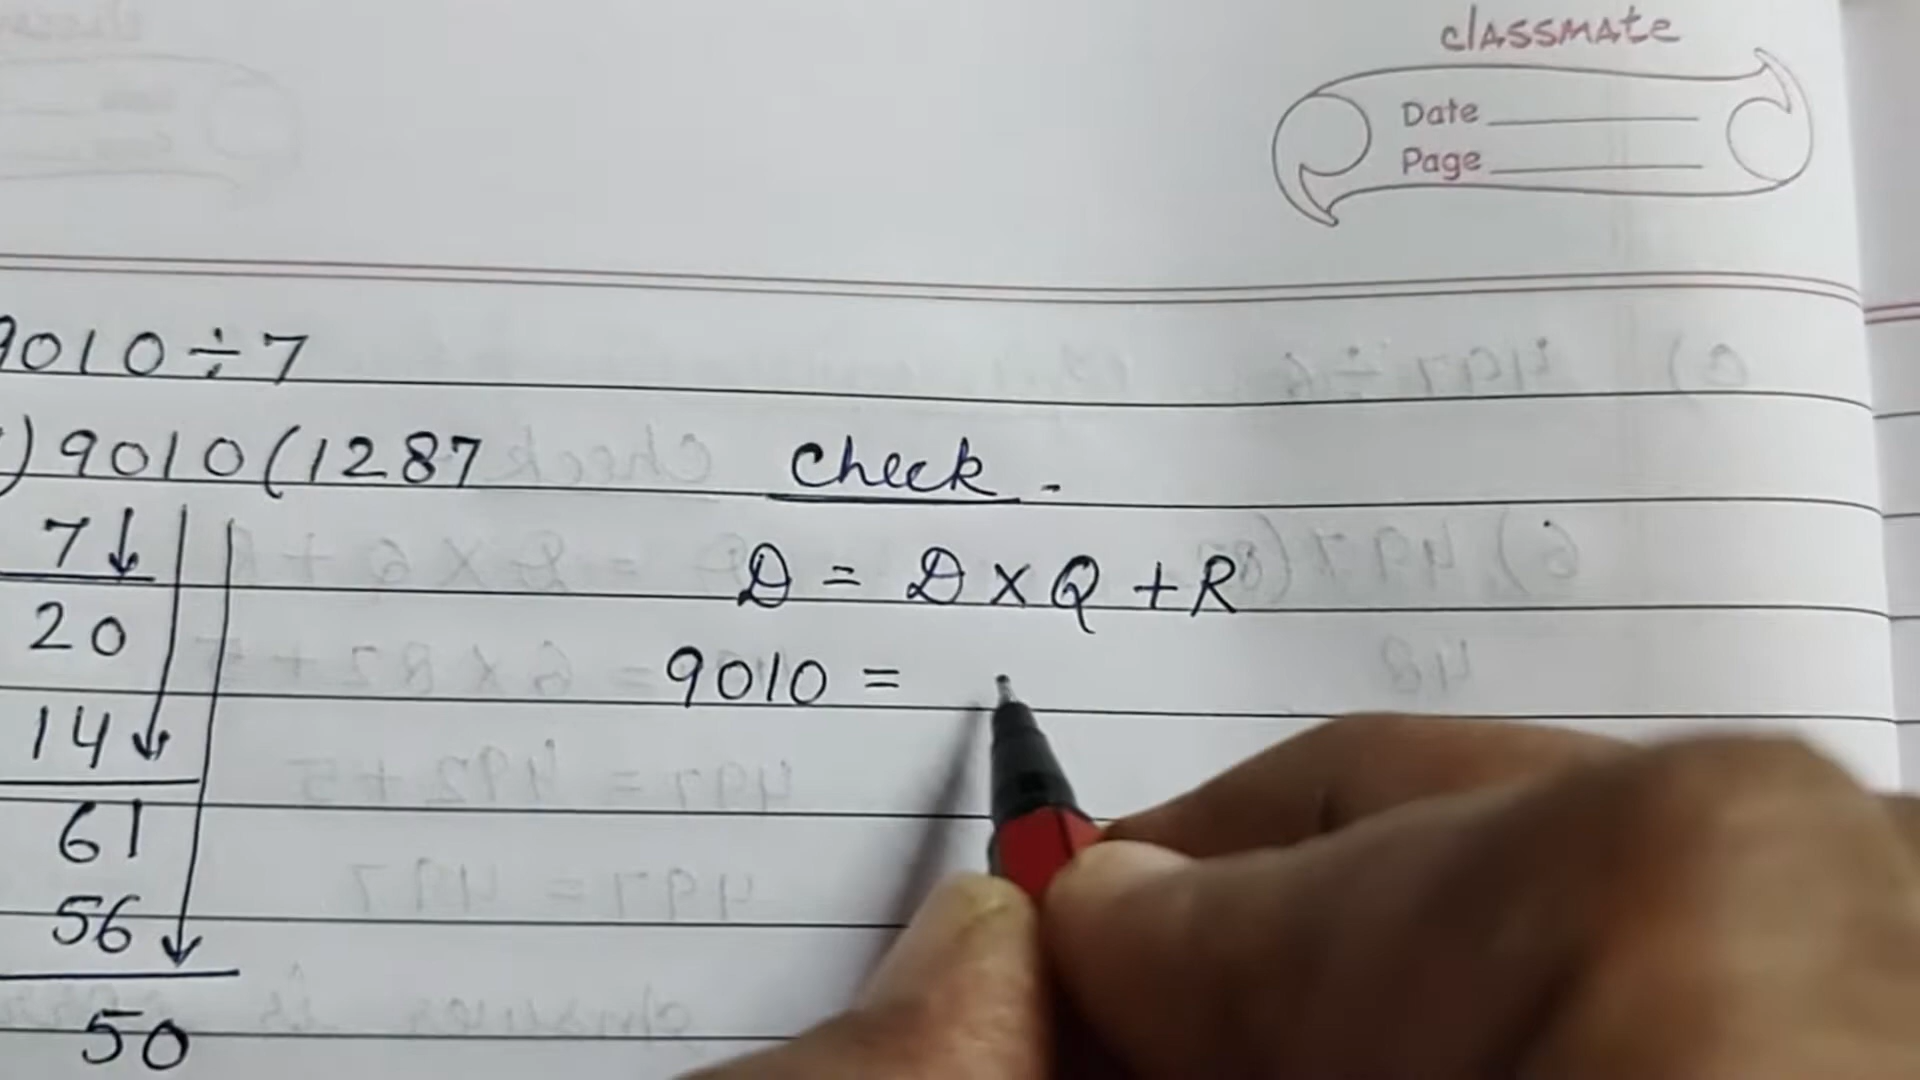 classmate
Date
Page
9010÷7
) 9010 ( 1287
Check.
7
D = D × Q + R
20
9010 =
14
61
56
50